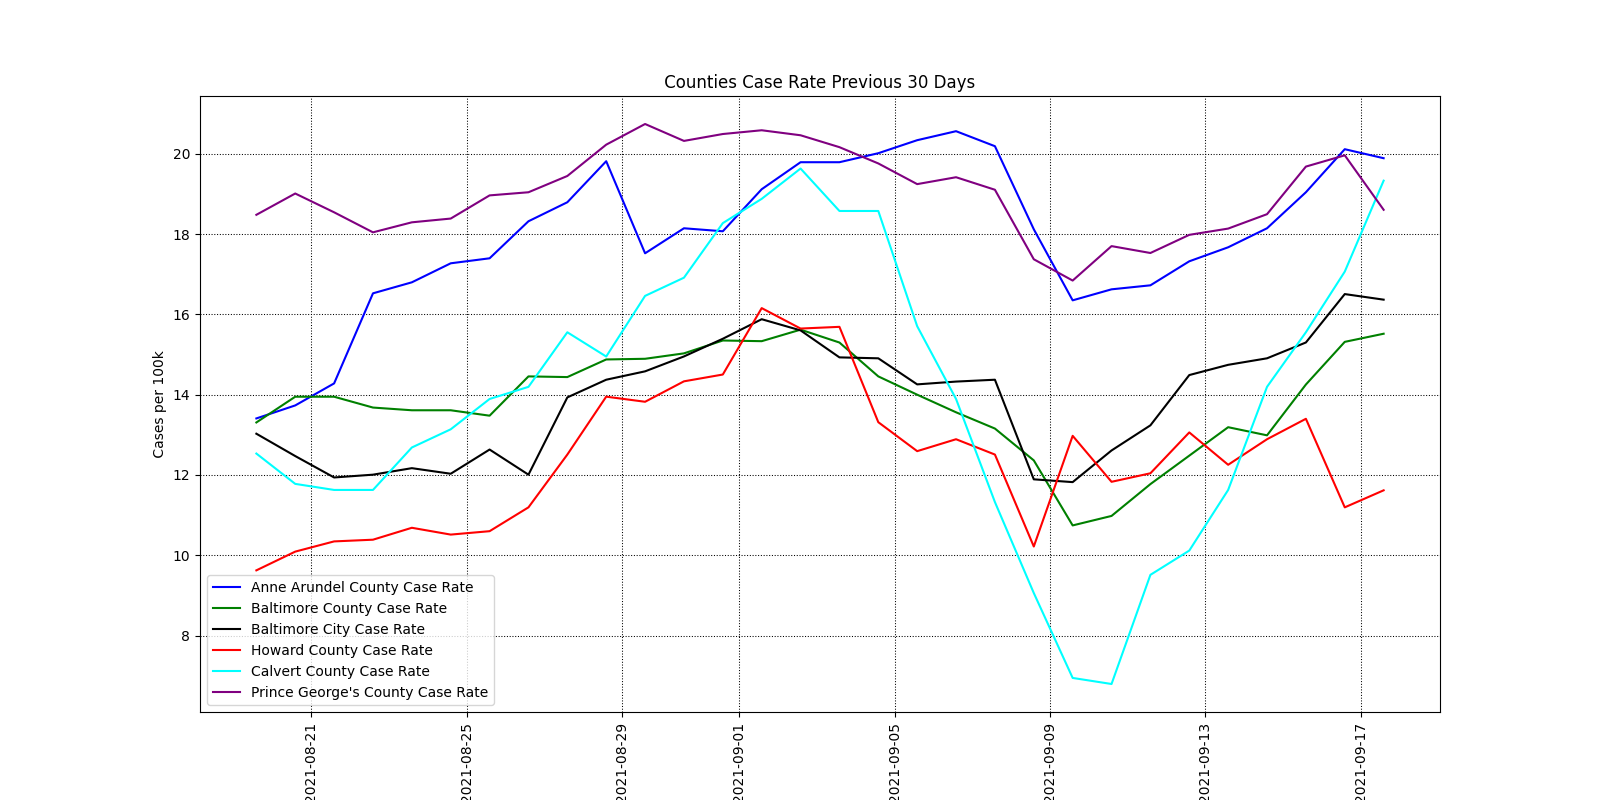 Counties Case Rate Previous 30 Days
Cases per 100k
20
18
16
14
12
10
8
Anne Arundel County Case Rate
Baltimore County Case Rate
Baltimore City Case Rate
Howard County Case Rate
Calvert County Case Rate
Prince George's County Case Rate
2021-08-21
2021-08-25
2021-08-29
2021-09-01
2021-09-05
2021-09-09
2021-09-13
2021-09-17